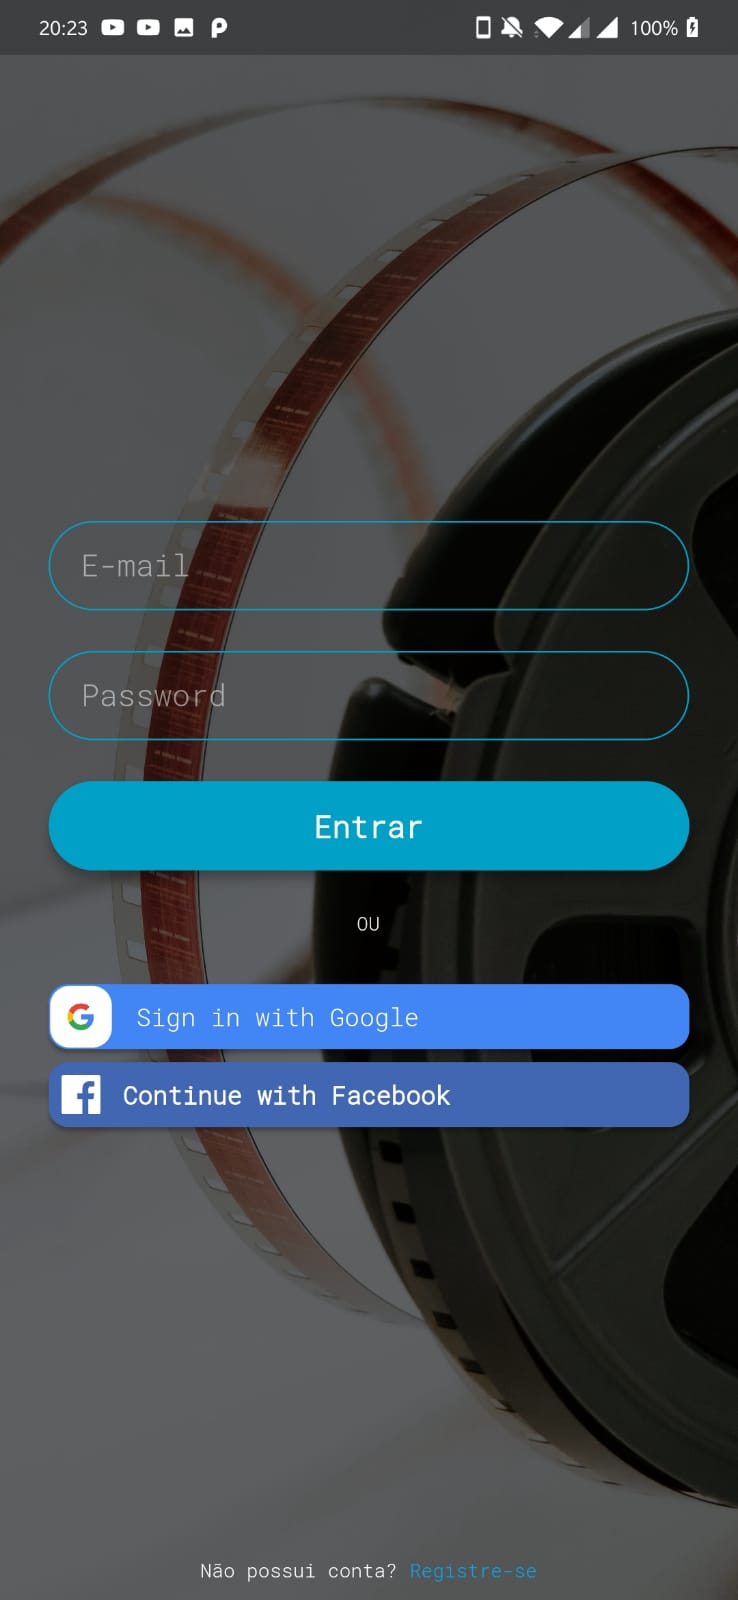 20:23
100%
E-mail
Password
Entrar
OU
Sign in with Google
Continue with Facebook
Não possui conta? Registre-se